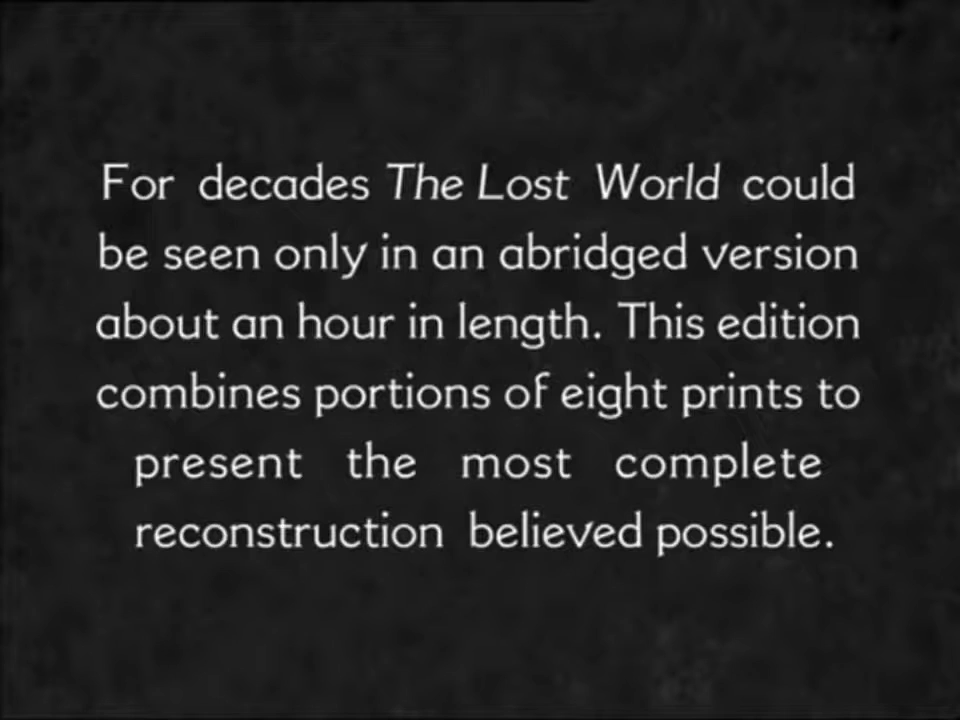 For decades The Lost World could
be seen only in an abridged version
about an hour in length. This edition
combines portions of eight prints to
present the most complete
reconstruction believed possible.